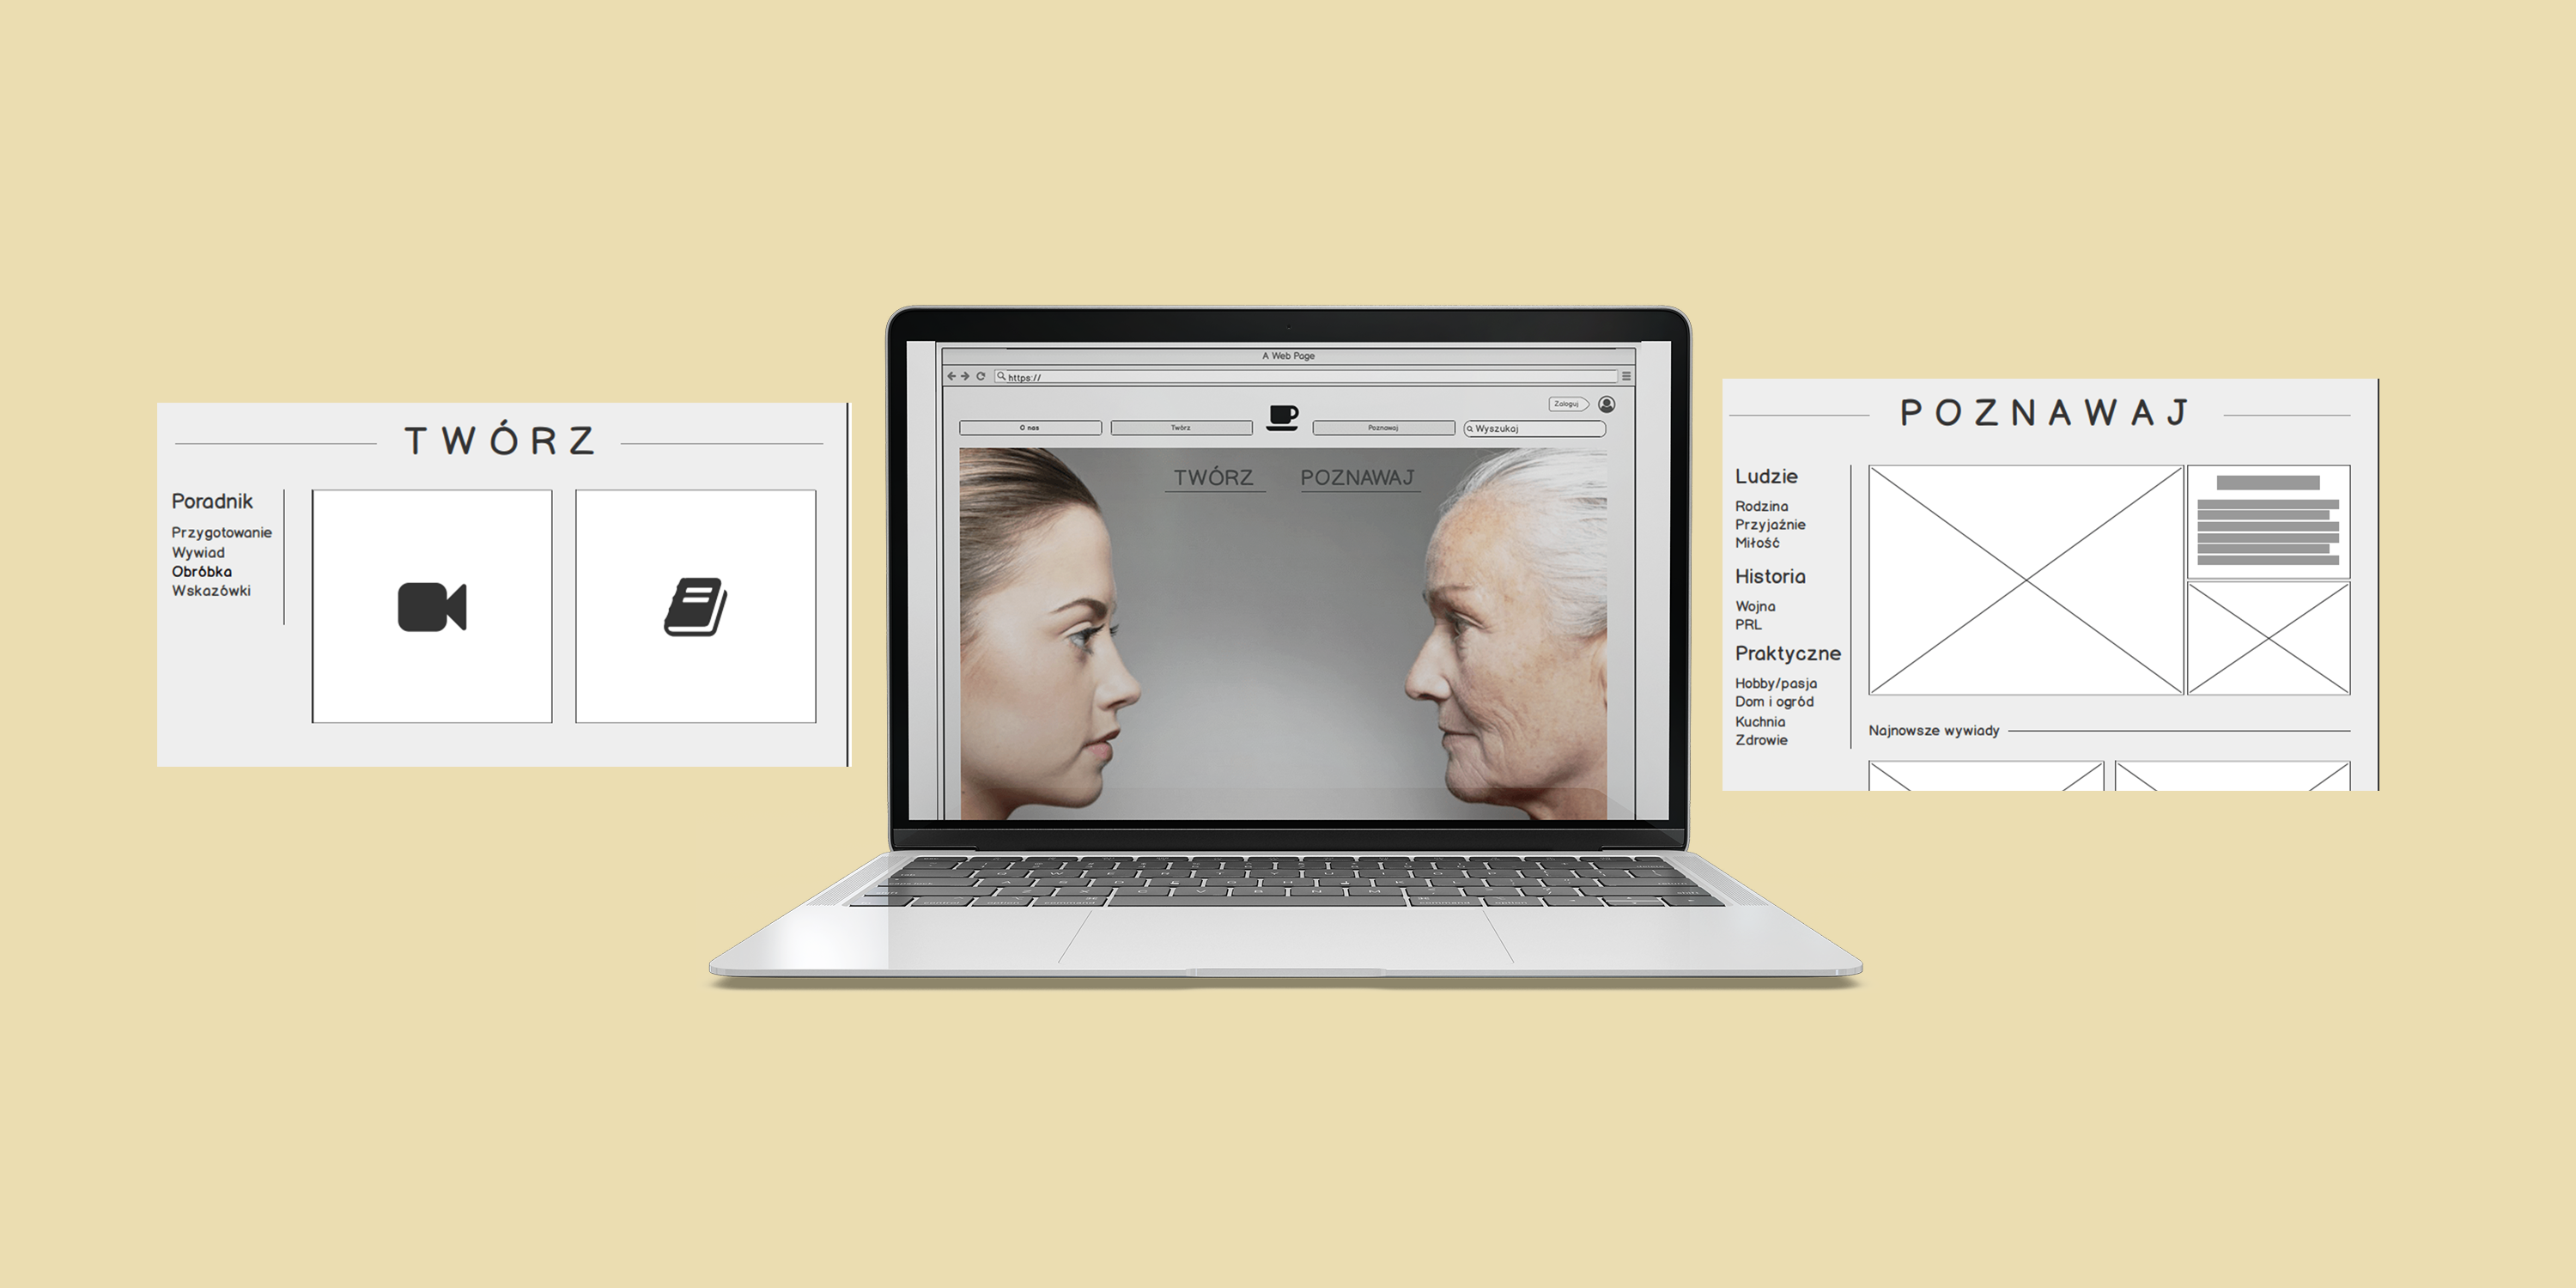 TWÓRZ
Poradnik
Przygotowanie
Wywiad
Obróbka
Wskazówki
A Web Page
https://
Zaloguj
O nas
Twórz
Poznawaj
Wyszukaj
TWÓRZ
POZNAWAJ
POZNAWAJ
Ludzie
Rodzina
Przyjaźnie
Miłość
Historia
Wojna
PRL
Praktyczne
Hobby/pasja
Dom i ogród
Kuchnia
Zdrowie
Najnowsze wywiady